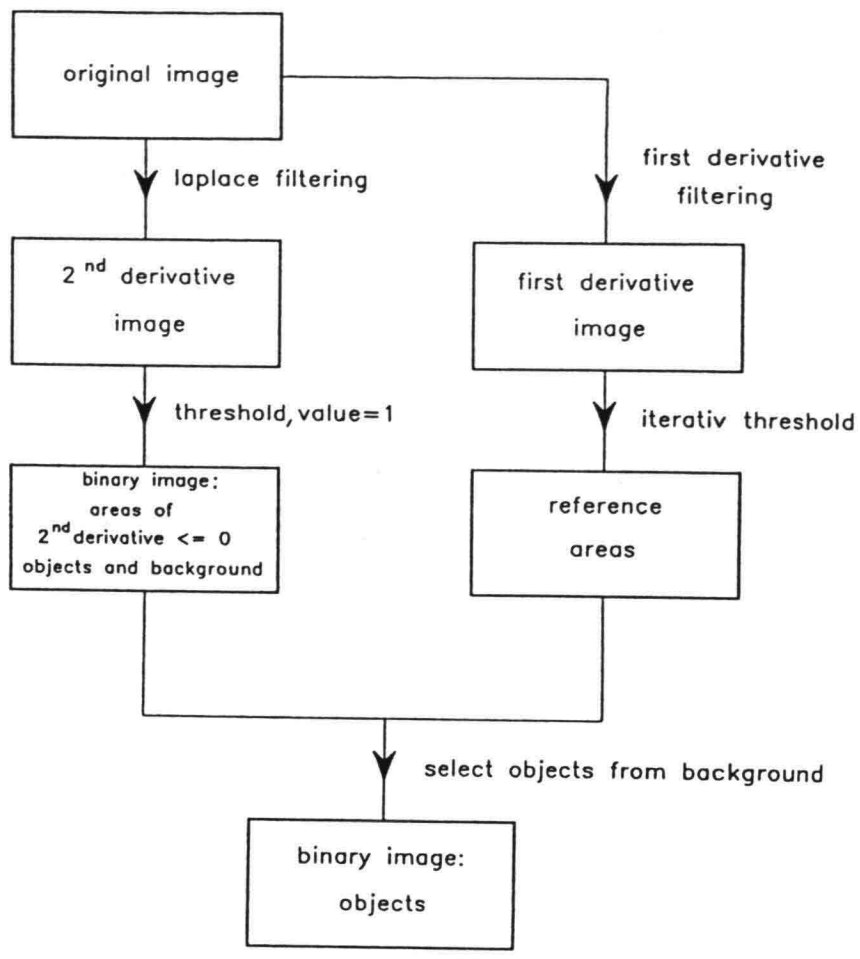 original image
laplace filtering
first derivative
filtering
2nd derivative
image
first derivative
image
threshold, value=1
iterativ threshold
binary image:
areas of
2nd derivative <= 0
objects and background
reference
areas
select objects from background
binary image:
objects